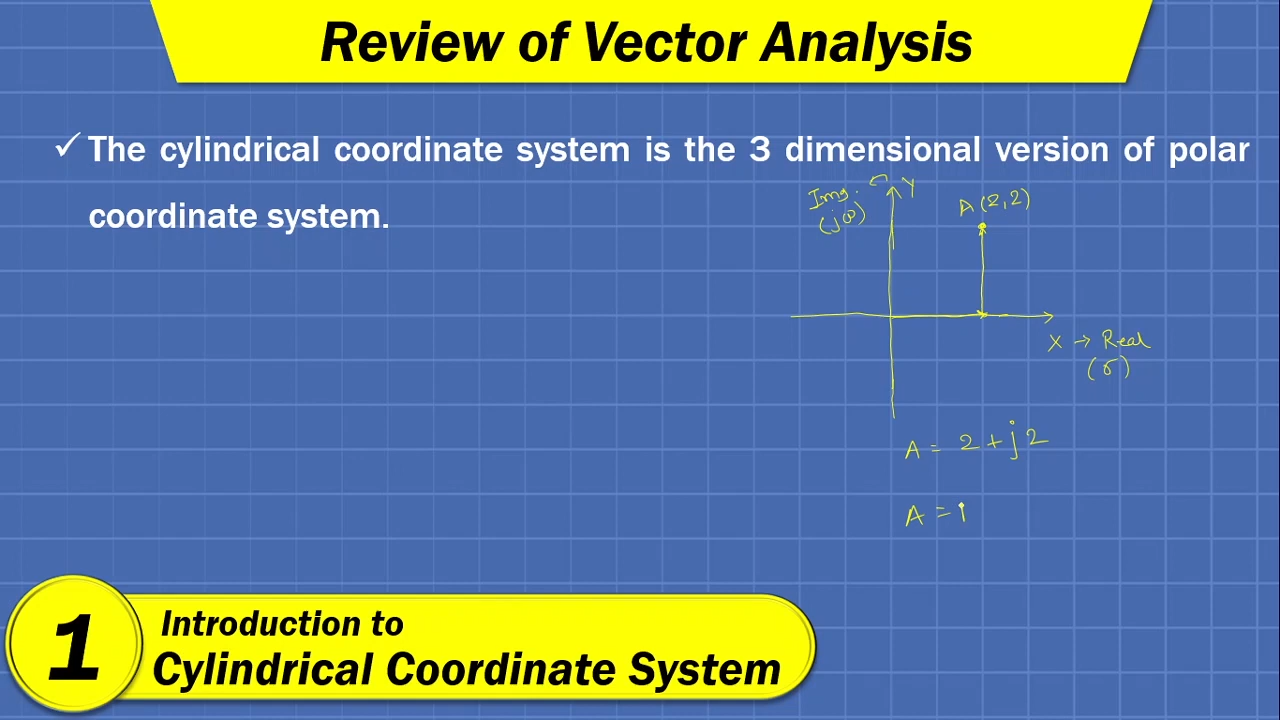 Review of Vector Analysis
✓ The cylindrical coordinate system is the 3 dimensional version of polar
coordinate system.
Img.
(jω)
Y
A (2,2)
X → Real
(σ)
A = 2 + j2
A =
1
Introduction to
Cylindrical Coordinate System